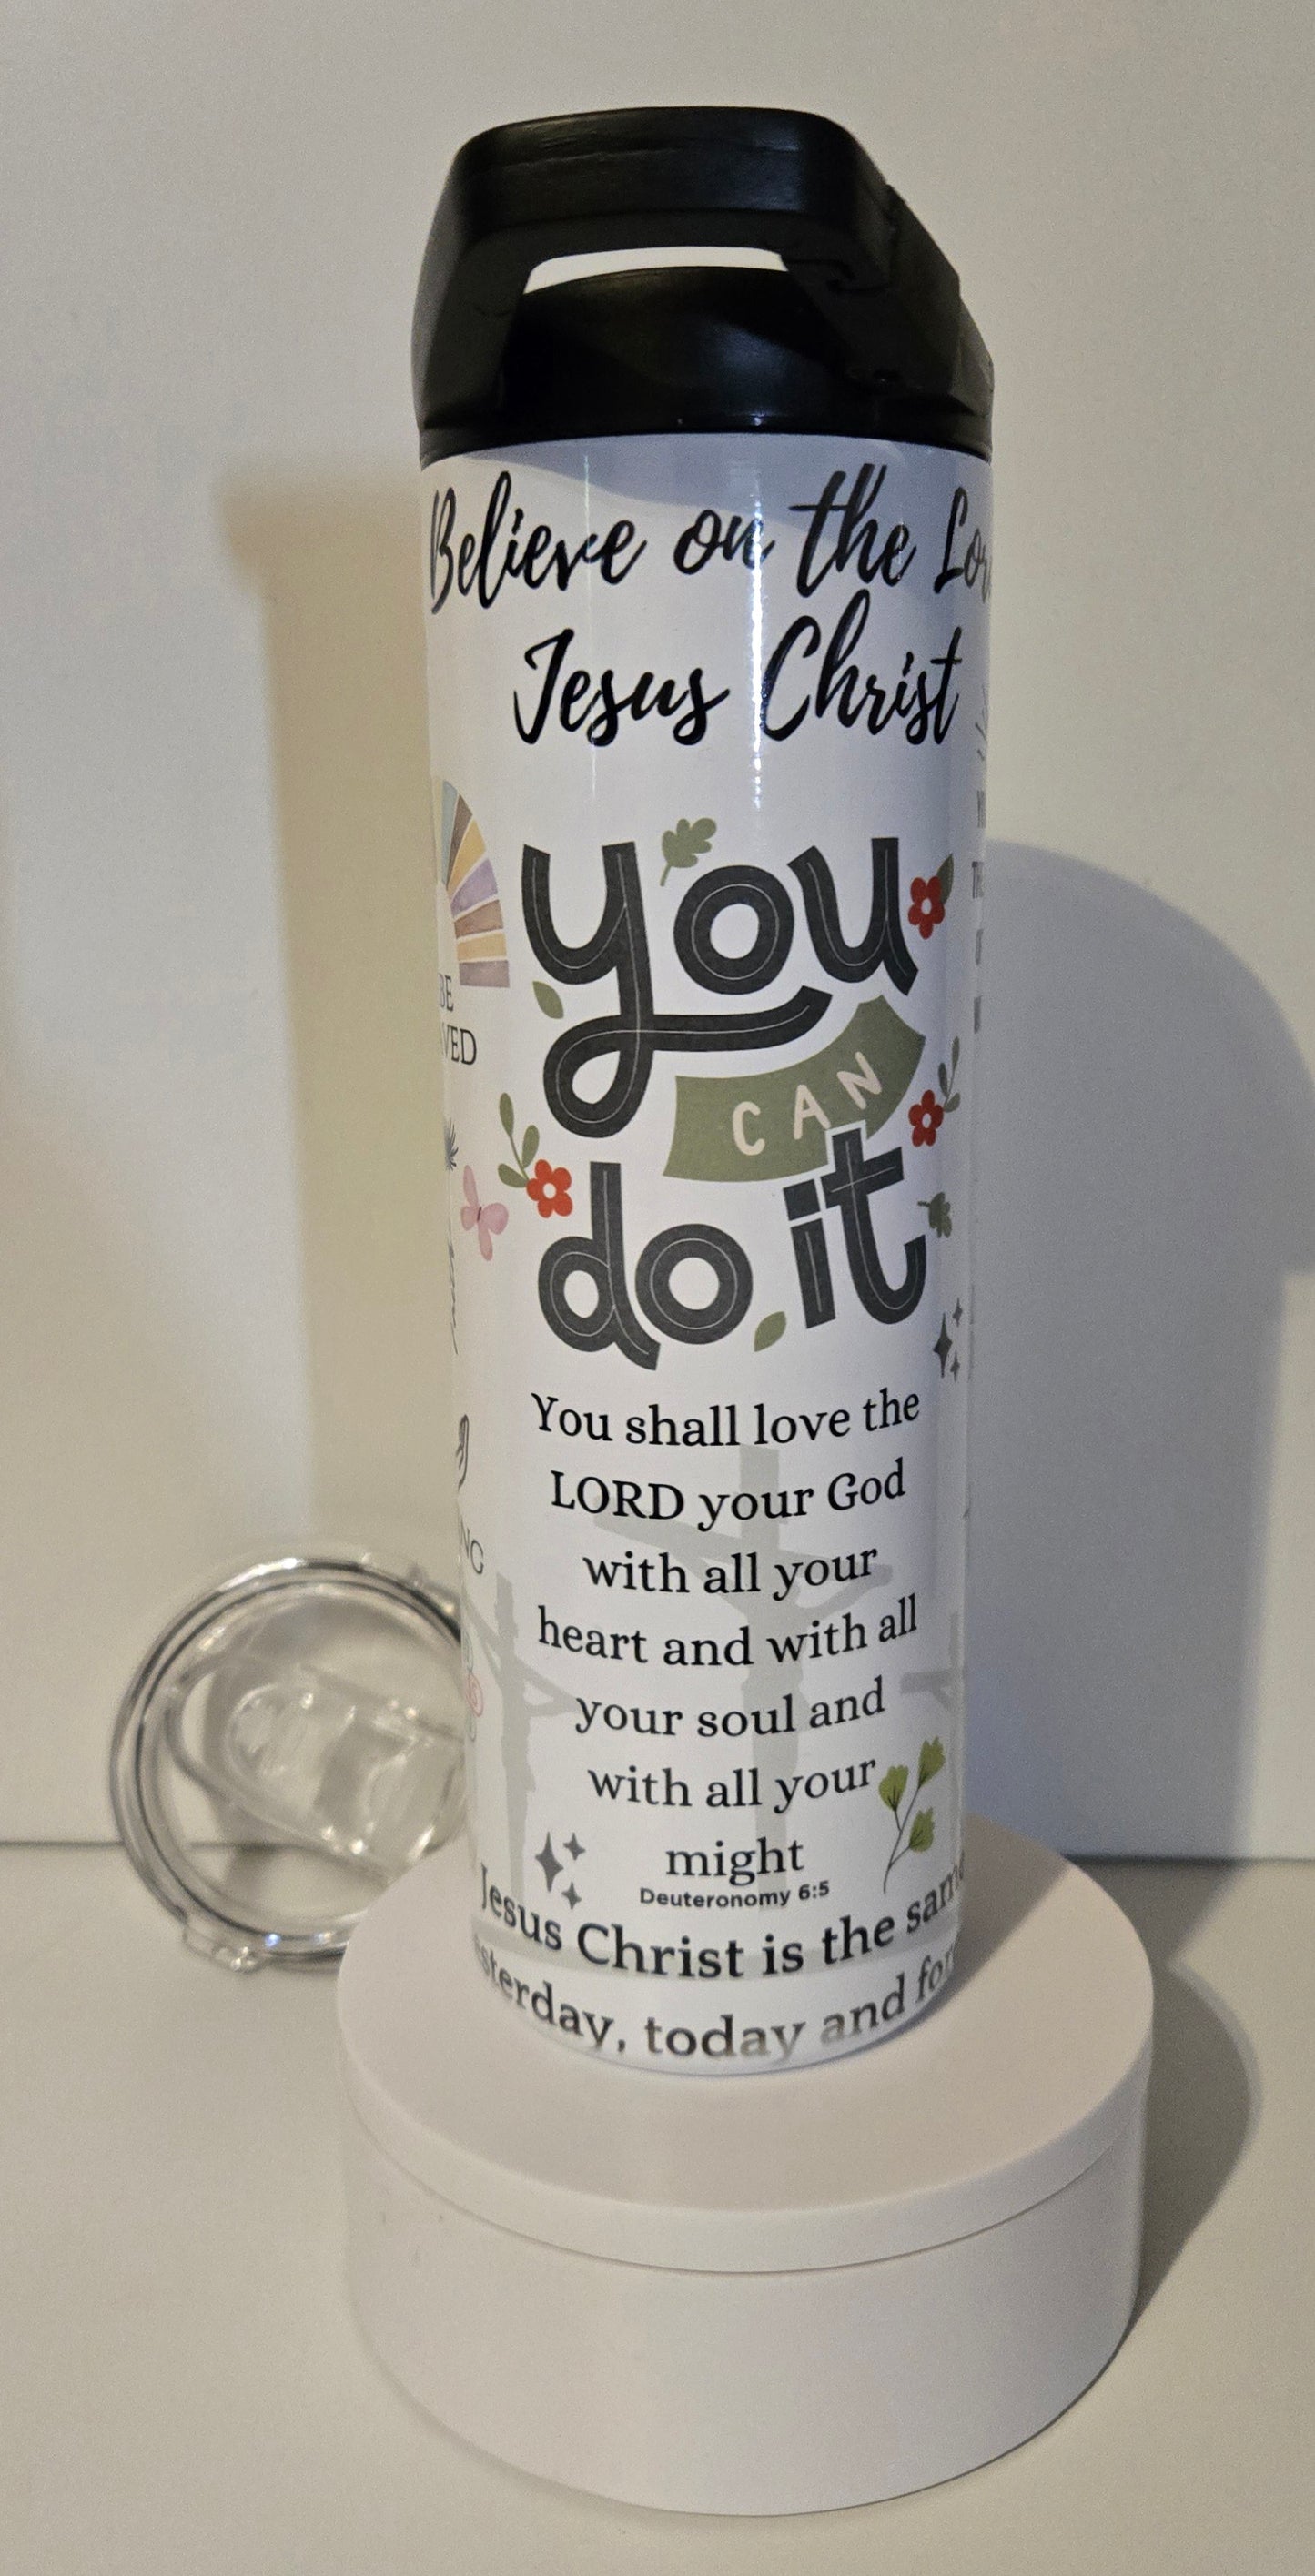 Believe on the
Jesus Christ
you
CAN
do it
BE
You shall love the
LORD your God
with all your
heart and with all
your soul and
with all your
might
Deuteronomy 6:5
Jesus Christ is the
today and